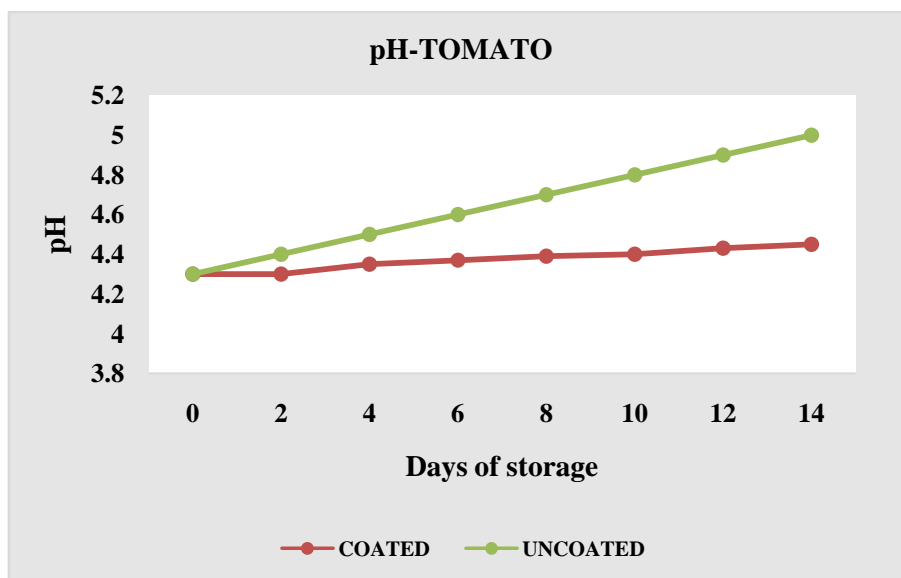 pH-TOMATO
5.2
5
4.8
4.6
4.4
4.2
4
3.8
pH
0 2 4 6 8 10 12 14
Days of storage
COATED UNCOATED